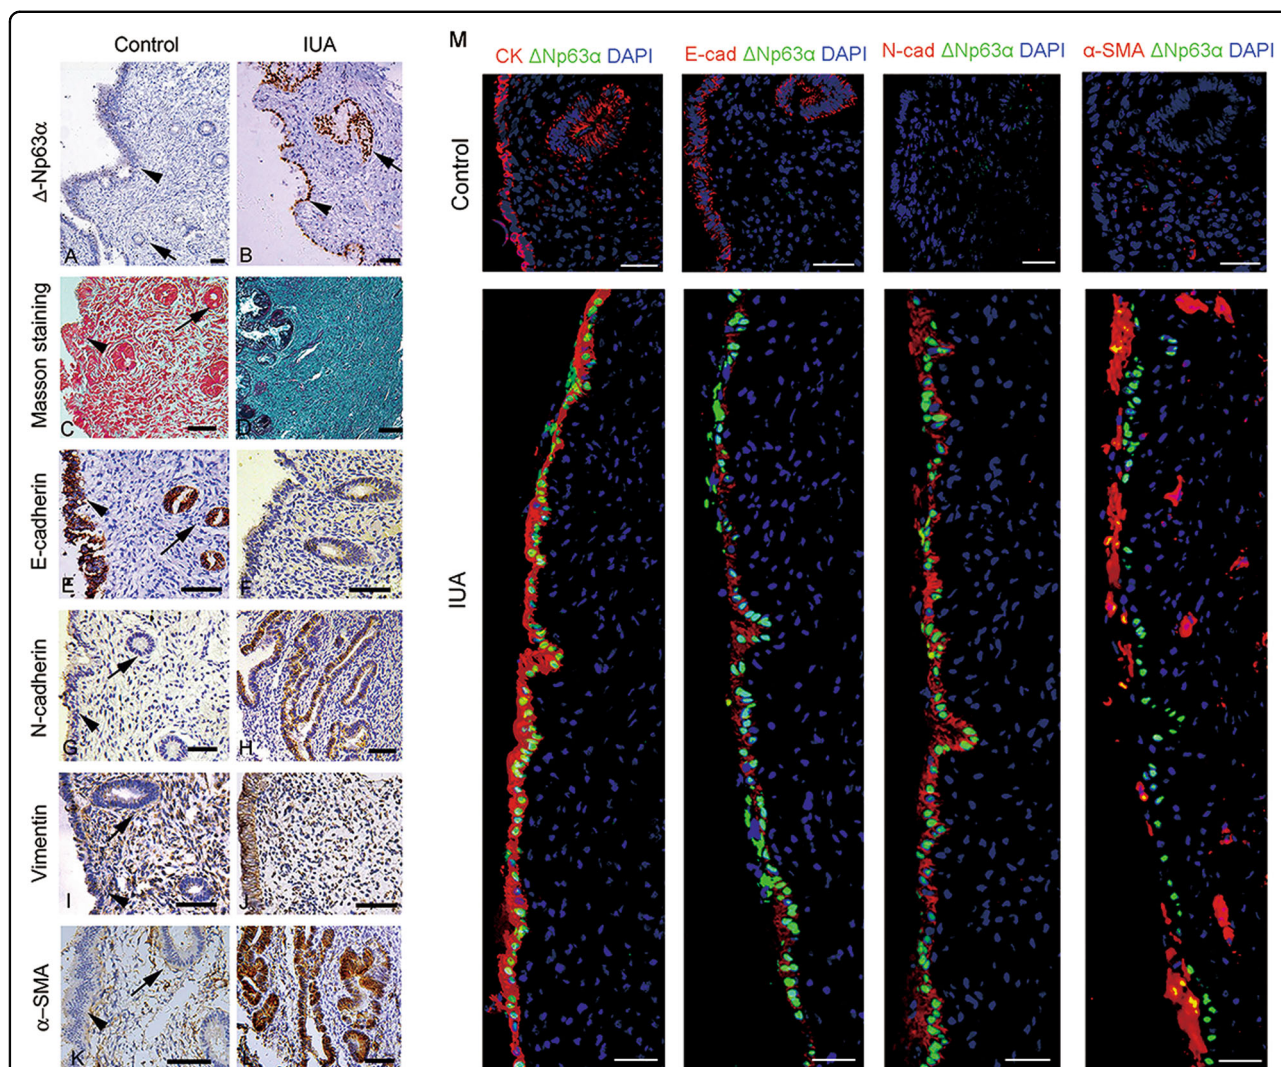 Control IUA
Δ-Np63α
A B
Masson staining
C D
E-cadherin
E F
N-cadherin
G H
Vimentin
I J
α-SMA
K
M
CK ΔNp63α DAPI E-cad ΔNp63α DAPI N-cad ΔNp63α DAPI α-SMA ΔNp63α DAPI
Control
IUA